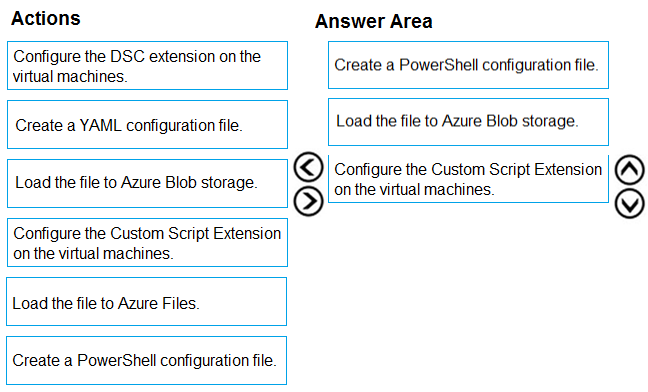 Actions
Configure the DSC extension on the
virtual machines.
Create a YAML configuration file.
Load the file to Azure Blob storage.
Configure the Custom Script Extension
on the virtual machines.
Load the file to Azure Files.
Create a PowerShell configuration file.
Answer Area
Create a PowerShell configuration file.
Load the file to Azure Blob storage.
Configure the Custom Script Extension
on the virtual machines.